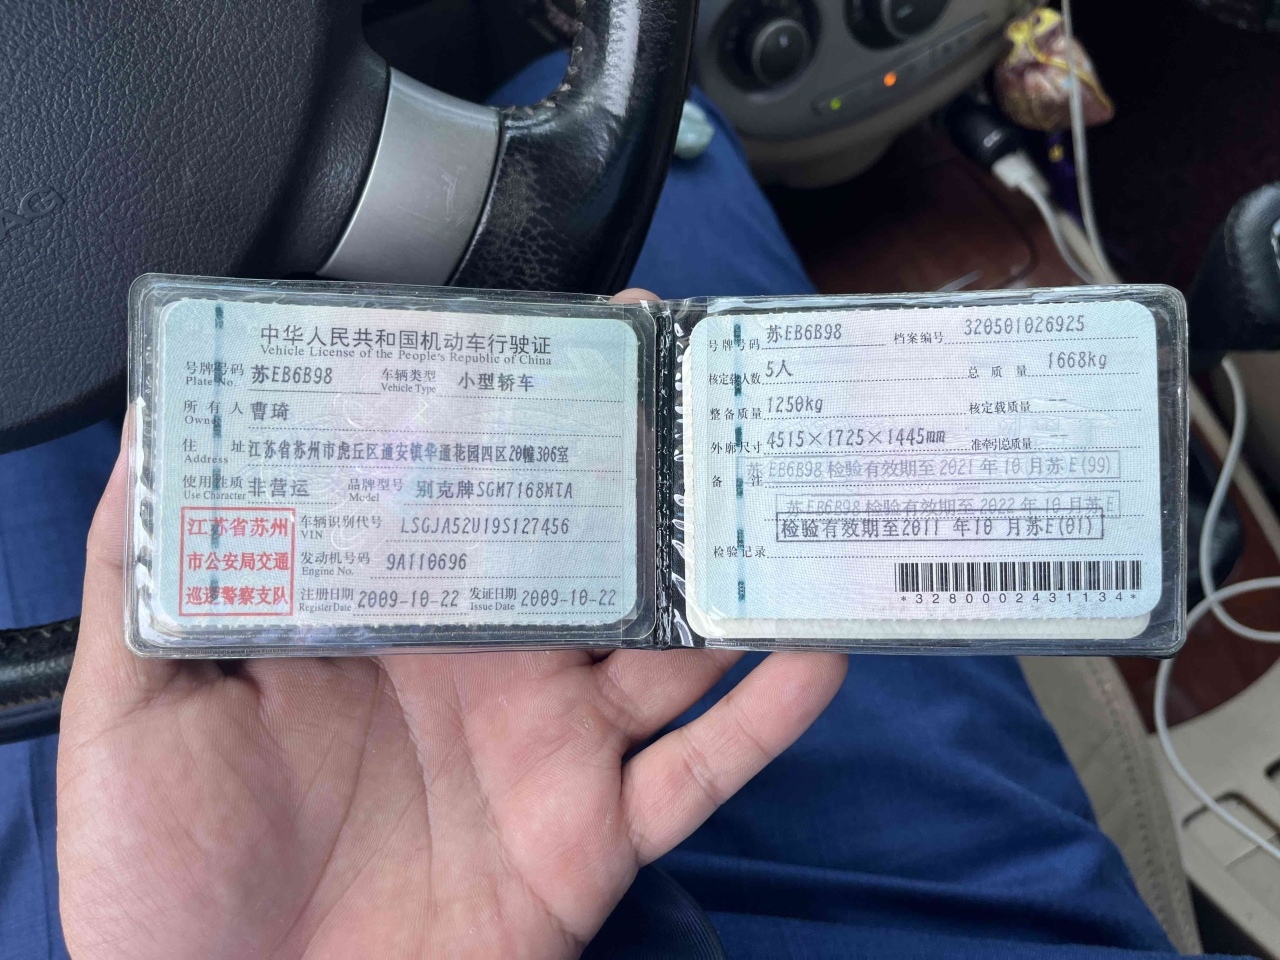 中华人民共和国机动车行驶证
Vehicle License of the People's Republic of China
号牌号码 苏EB6B98 车辆类型 小型轿车
Plate No. Vehicle Type
所有人 曹琦
Owner
住址 江苏省苏州市虎丘区通安镇华通花园四区20幢306室
Address
使用性质 非营运 品牌型号 别克牌SGM7168MTA
Use Character Model
江苏省苏州
市公安局交通
巡逻警察支队
车辆识别代号 LSGJA52U19S127456
VIN
发动机号码 9A110696
Engine No.
注册日期 2009-10-22 发证日期 2009-10-22
Register Date Issue Date
号牌号码 苏EB6B98 档案编号 320501026925
核定载人数 5人 总质量 1668kg
整备质量 1250kg 核定载质量 --
外廓尺寸 4515×1725×1445mm 准牵引总质量 --
备注 苏EB6B98检验有效期至2021年10月苏E(99)
苏EB6B98检验有效期至2022年10月苏E
检验有效期至2011年10月苏E(01)
检验记录
*3280002431134*